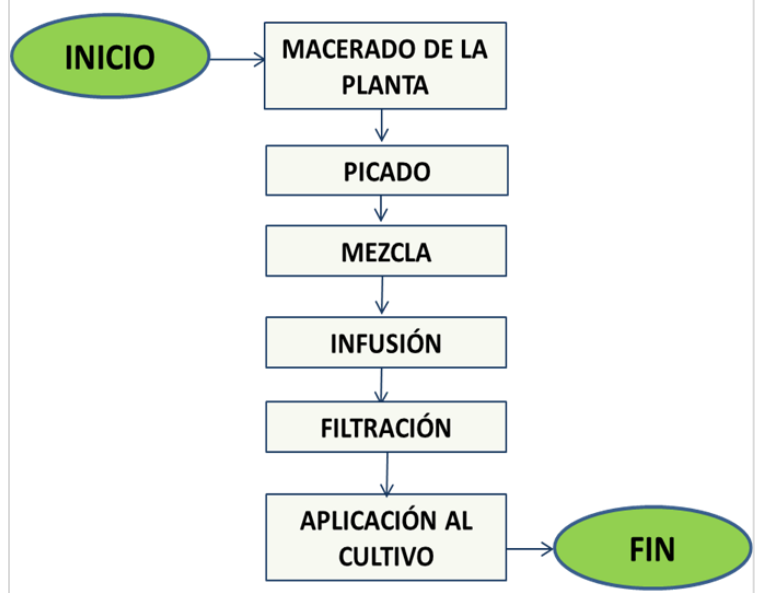 INICIO
MACERADO DE LA
PLANTA
PICADO
MEZCLA
INFUSIÓN
FILTRACIÓN
APLICACIÓN AL
CULTIVO
FIN